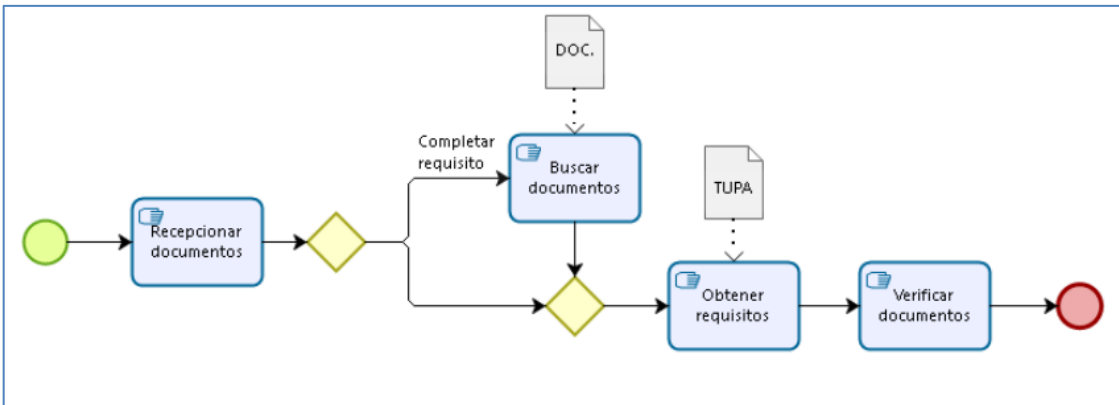 DOC.
Completar
requisito
Buscar
documentos
TUPA
Recepcionar
documentos
Obtener
requisitos
Verificar
documentos